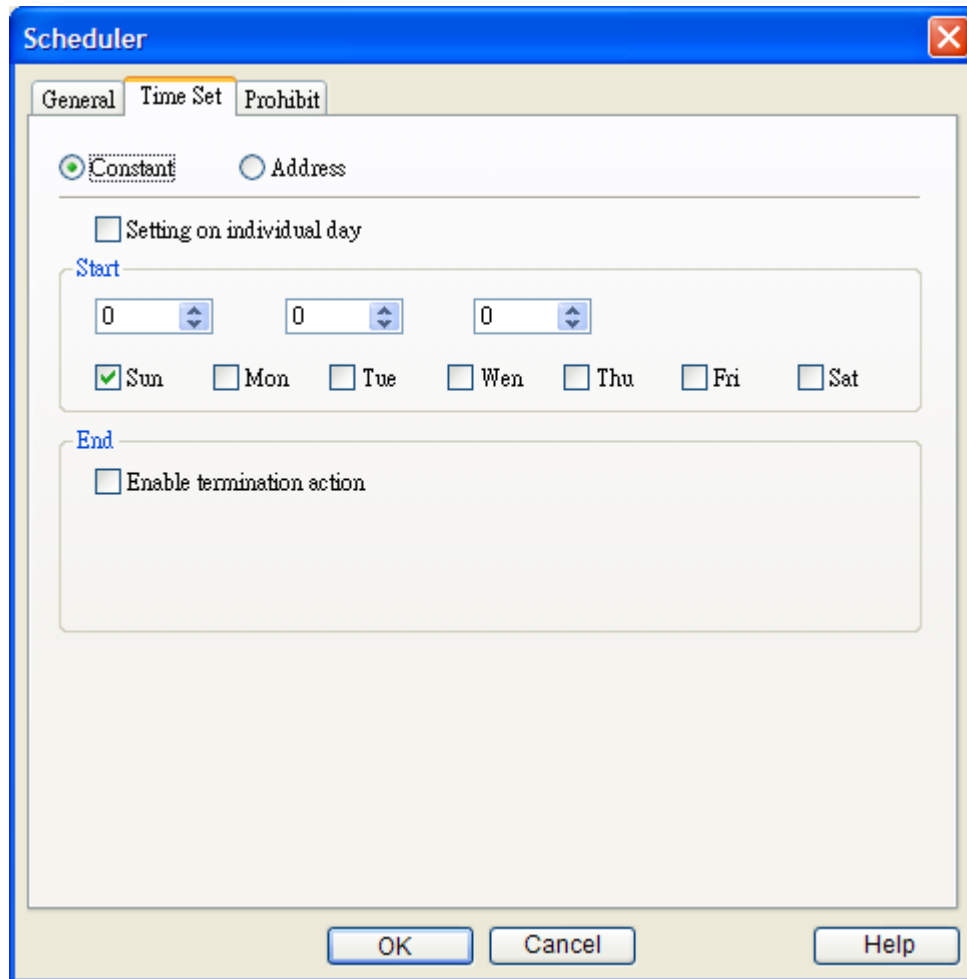 Scheduler
General Time Set Prohibit
Constant Address
Setting on individual day
Start
0 0 0
Sun Mon Tue Wen Thu Fri Sat
End
Enable termination action
OK Cancel Help